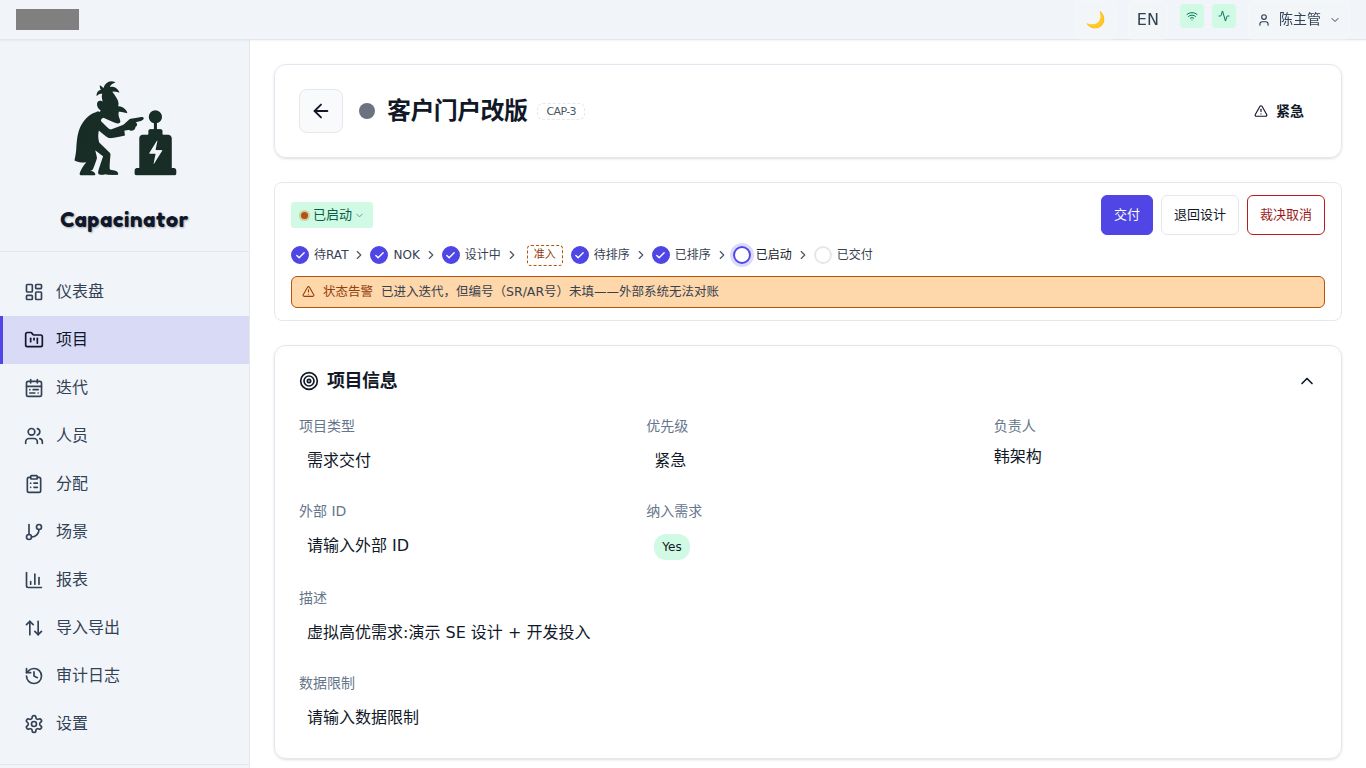 EN
陈主管
Capacinator
仪表盘
项目
迭代
人员
分配
场景
报表
导入导出
审计日志
设置
客户门户改版 CAP-3
紧急
已启动
交付 退回设计 裁决取消
待RAT NOK 设计中 准入 待排序 已排序 已启动 已交付
状态告警 已进入迭代，但编号（SR/AR号）未填——外部系统无法对账
项目信息
项目类型 优先级 负责人
需求交付 紧急 韩架构
外部 ID 纳入需求
请输入外部 ID Yes
描述
虚拟高优需求:演示 SE 设计 + 开发投入
数据限制
请输入数据限制